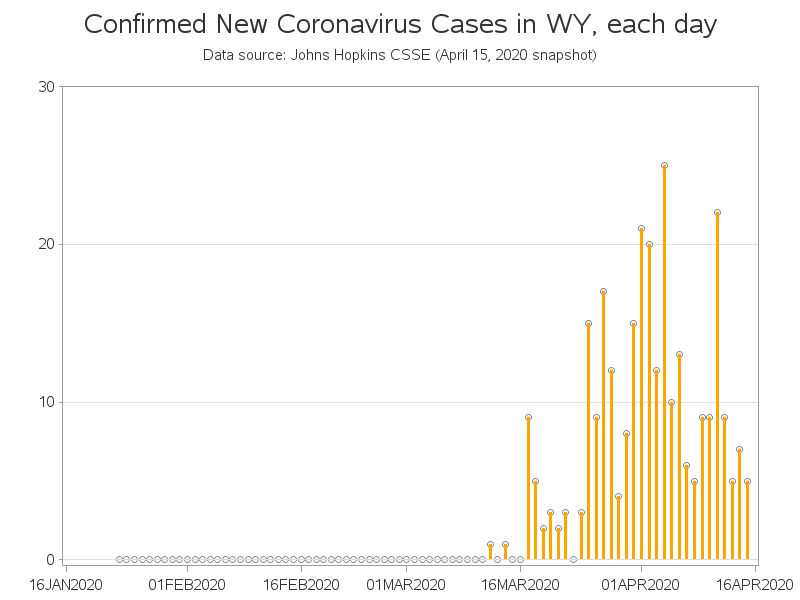 Confirmed New Coronavirus Cases in WY, each day
Data source: Johns Hopkins CSSE (April 15, 2020 snapshot)
30
20
10
0
16JAN2020 01FEB2020 16FEB2020 01MAR2020 16MAR2020 01APR2020 16APR2020